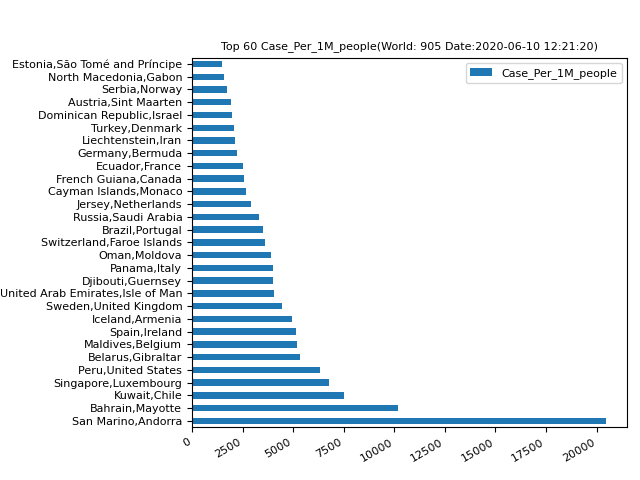 Top 60 Case_Per_1M_people(World: 905 Date:2020-06-10 12:21:20)
Case_Per_1M_people
Estonia,São Tomé and Príncipe
North Macedonia,Gabon
Serbia,Norway
Austria,Sint Maarten
Dominican Republic,Israel
Turkey,Denmark
Liechtenstein,Iran
Germany,Bermuda
Ecuador,France
French Guiana,Canada
Cayman Islands,Monaco
Jersey,Netherlands
Russia,Saudi Arabia
Brazil,Portugal
Switzerland,Faroe Islands
Oman,Moldova
Panama,Italy
Djibouti,Guernsey
United Arab Emirates,Isle of Man
Sweden,United Kingdom
Iceland,Armenia
Spain,Ireland
Maldives,Belgium
Belarus,Gibraltar
Peru,United States
Singapore,Luxembourg
Kuwait,Chile
Bahrain,Mayotte
San Marino,Andorra
0 2500 5000 7500 10000 12500 15000 17500 20000